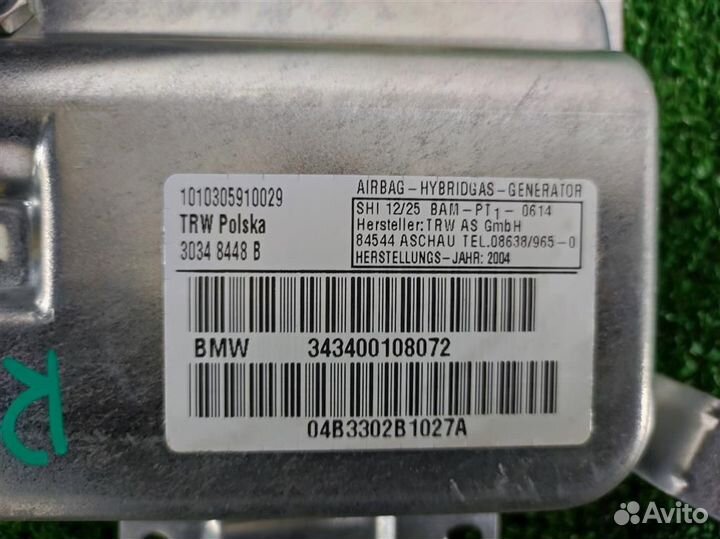 1010305910029
TRW Polska
3034 8448 B
AIRBAG-HYBRIDGAS-GENERATOR
SHI 12/25 BAM-PT1-0614
Hersteller:TRW AS GmbH
84544 ASCHAU TEL.08638/965-0
HERSTELLUNGS-JAHR: 2004
BMW 343400108072
04B3302B1027A
R
Avito